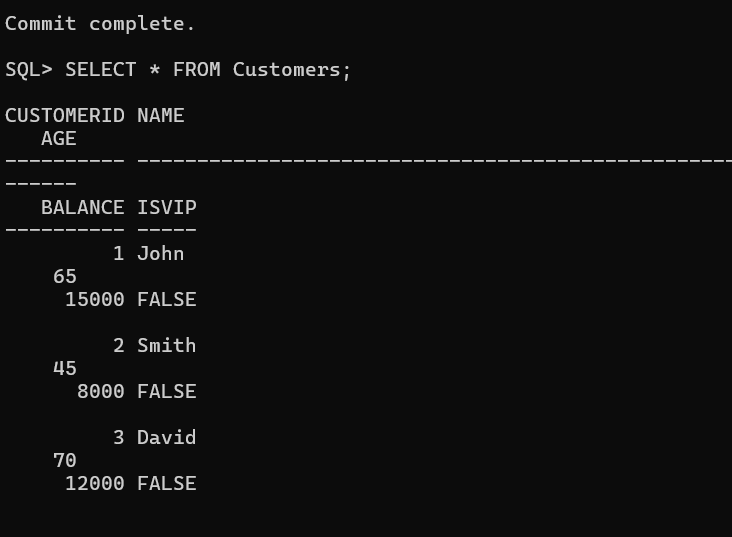 Commit complete.
SQL> SELECT * FROM Customers;
CUSTOMERID NAME
AGE
---------- --------------------------------------------------
------
BALANCE ISVIP
---------- -----
1 John
65
15000 FALSE
2 Smith
45
8000 FALSE
3 David
70
12000 FALSE